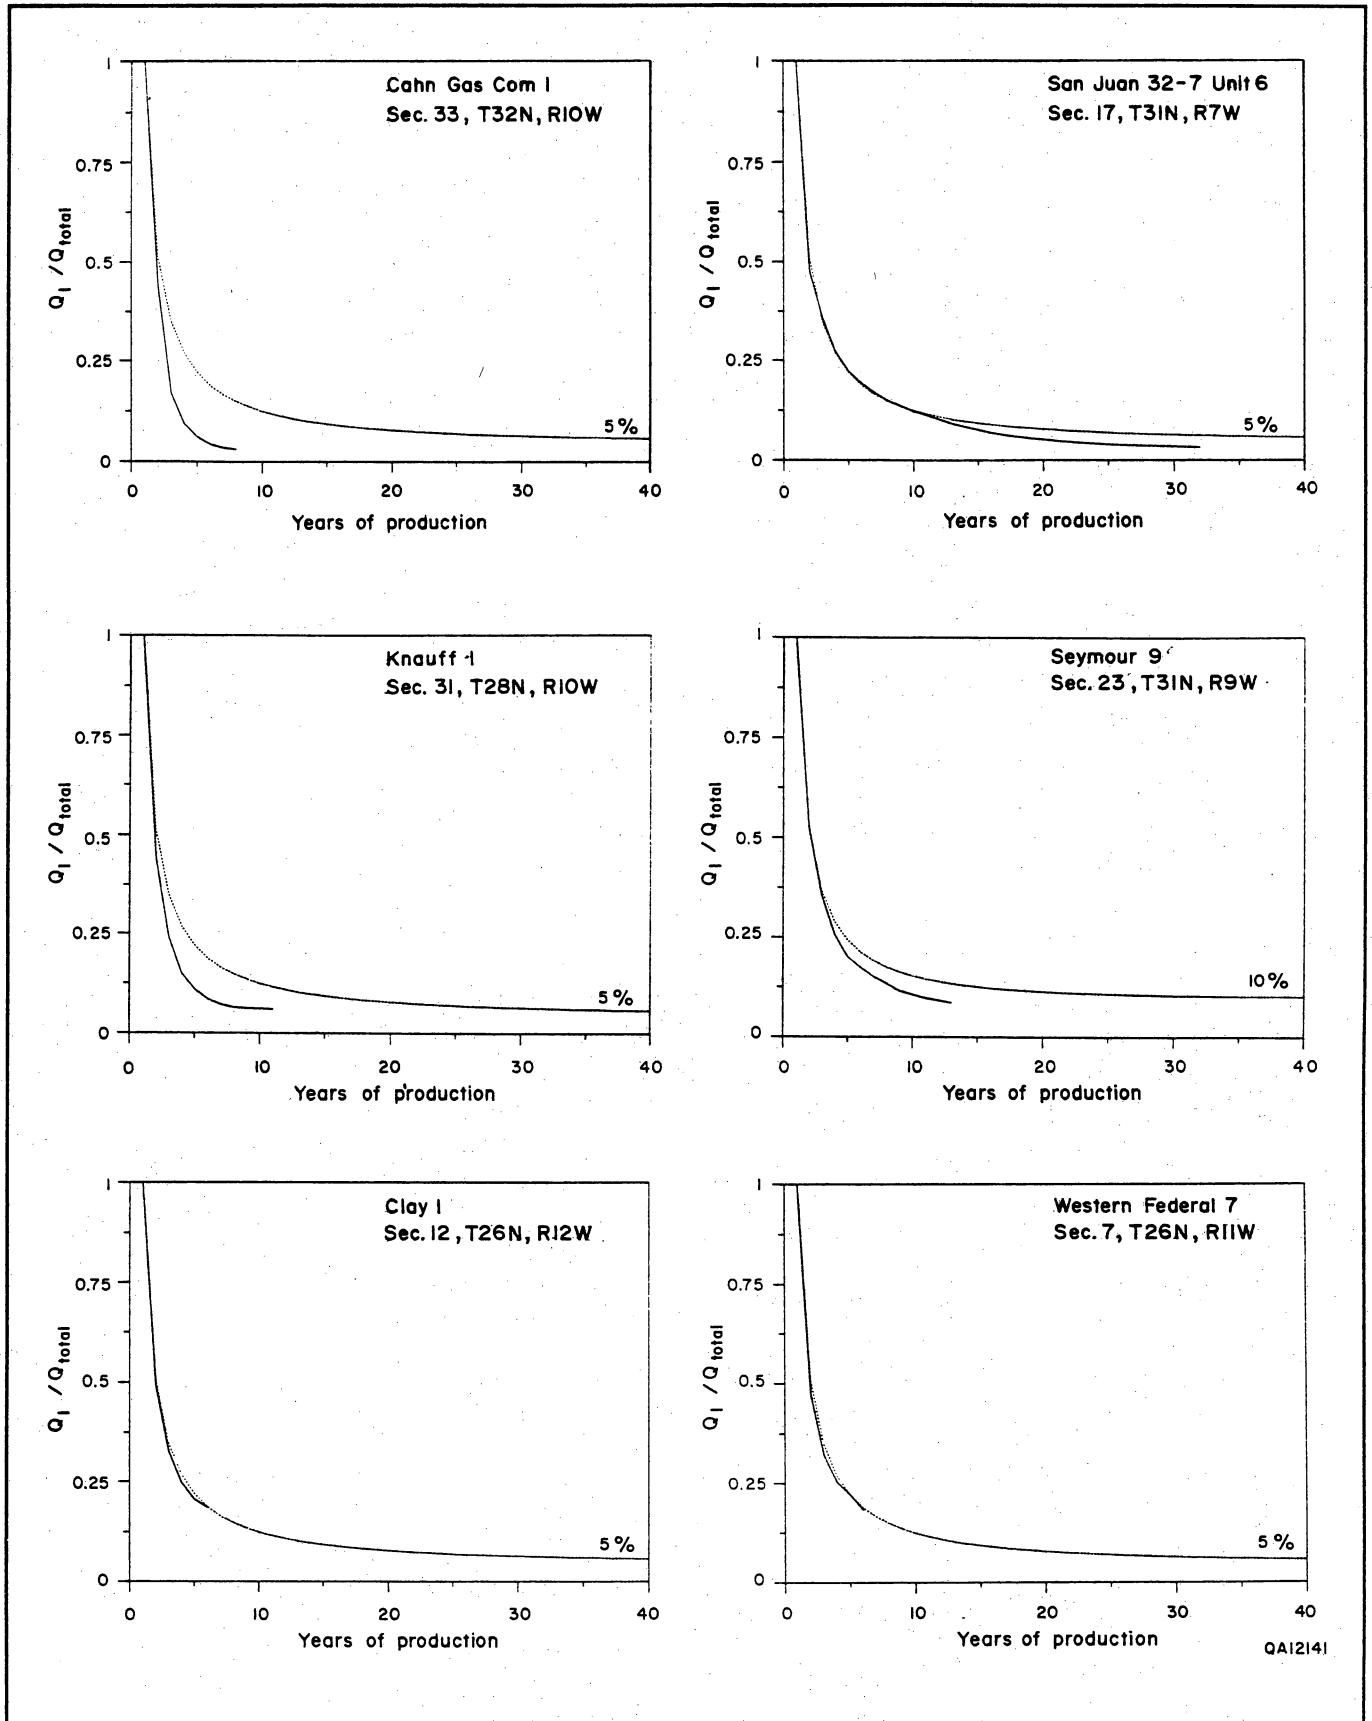 Cahn Gas Com 1
Sec. 33, T32N, R10W
1
0.75
0.5
0.25
0
Q1 / Qtotal
5%
0 10 20 30 40
Years of production
San Juan 32-7 Unit 6
Sec. 17, T31N, R7W
1
0.75
0.5
0.25
0
Q1 / Qtotal
5%
0 10 20 30 40
Years of production
Knauff 1
Sec. 31, T28N, R10W
1
0.75
0.5
0.25
0
Q1 / Qtotal
5%
0 10 20 30 40
Years of production
Seymour 9
Sec. 23, T31N, R9W
1
0.75
0.5
0.25
0
Q1 / Qtotal
10%
0 10 20 30 40
Years of production
Clay 1
Sec. 12, T26N, R12W
1
0.75
0.5
0.25
0
Q1 / Qtotal
5%
0 10 20 30 40
Years of production
Western Federal 7
Sec. 7, T26N, R11W
1
0.75
0.5
0.25
0
Q1 / Qtotal
5%
0 10 20 30 40
Years of production
QA12141